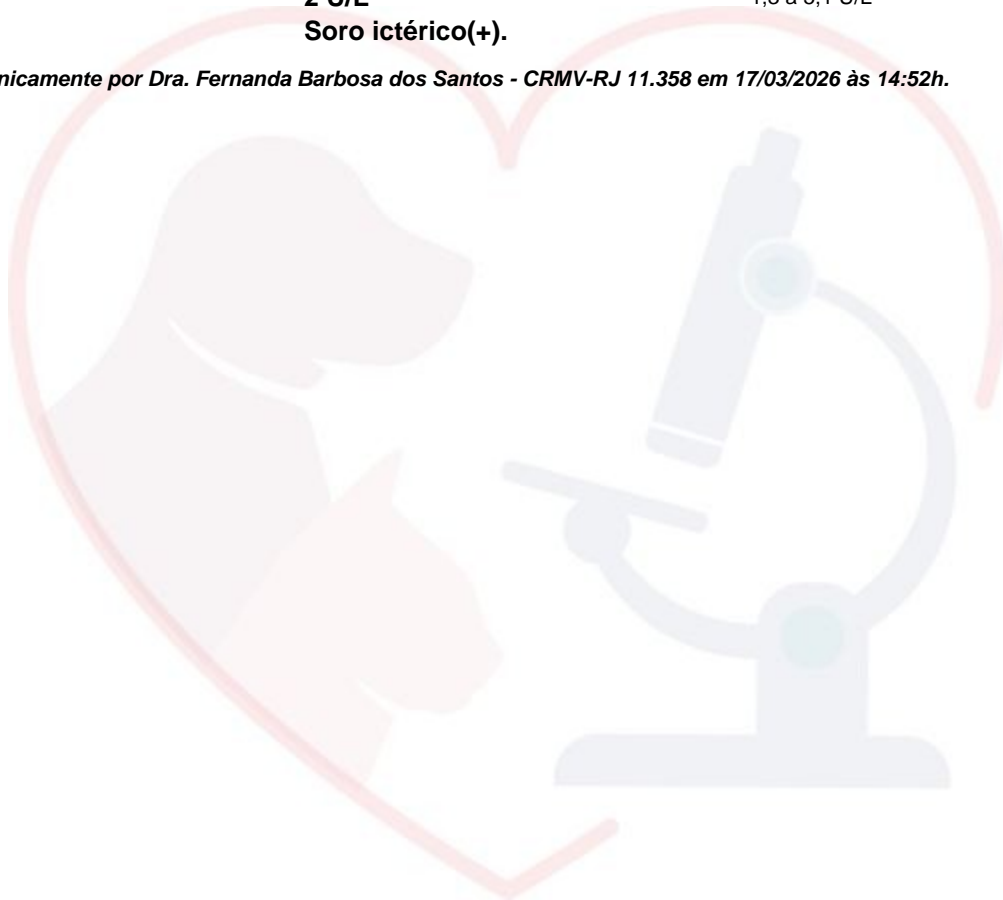 Soro ictérico(+).
nicamente por Dra. Fernanda Barbosa dos Santos - CRMV-RJ 11.358 em 17/03/2026 às 14:52h.